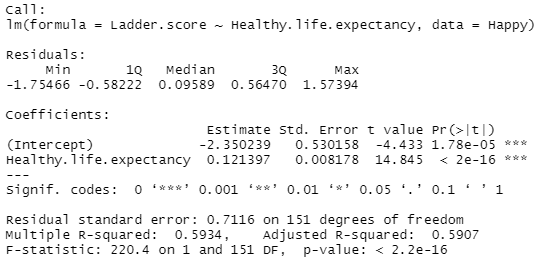 Call:
lm(formula = Ladder.score ~ Healthy.life.expectancy, data = Happy)
Residuals:
Min 1Q Median 3Q Max
-1.75466 -0.58222 0.09589 0.56470 1.57394
Coefficients:
Estimate Std. Error t value Pr(>|t|)
(Intercept) -2.350239 0.530158 -4.433 1.78e-05 ***
Healthy.life.expectancy 0.121397 0.008178 14.845 < 2e-16 ***
---
Signif. codes: 0 ‘***’ 0.001 ‘**’ 0.01 ‘*’ 0.05 ‘.’ 0.1 ‘ ’ 1
Residual standard error: 0.7116 on 151 degrees of freedom
Multiple R-squared: 0.5934, Adjusted R-squared: 0.5907
F-statistic: 220.4 on 1 and 151 DF, p-value: < 2.2e-16